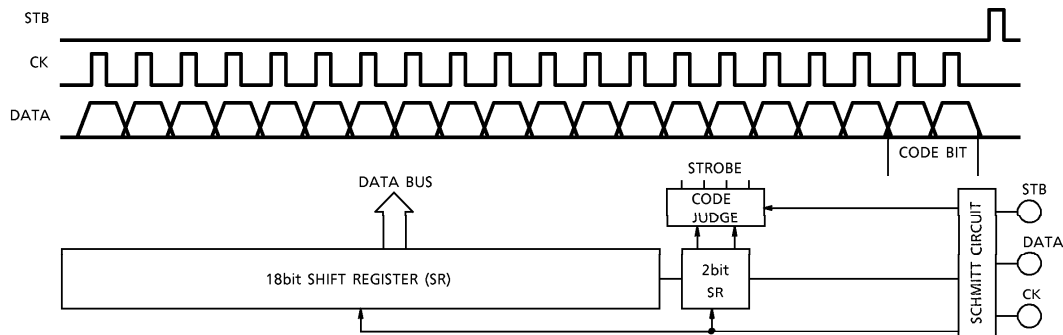 STB
CK
DATA
CODE BIT
STROBE
DATA BUS
CODE
JUDGE
STB
SCHMITT CIRCUIT
DATA
18bit SHIFT REGISTER (SR)
2bit
SR
CK